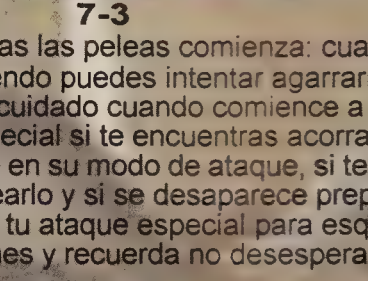 7-3
as las peleas comienza: cua
endo puedes intentar agarrar
cuidado cuando comience a
ecial si te encuentras acorra
en su modo de ataque, si te
earlo y si se desaparece prep
tu ataque especial para esq
nes y recuerda no desespera